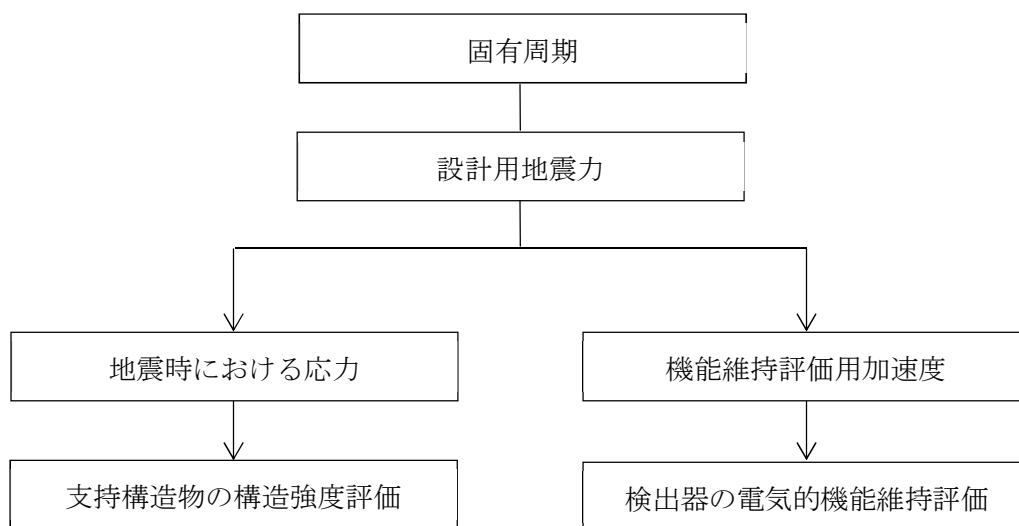 固有周期
設計用地震力
地震時における応力
機能維持評価用加速度
支持構造物の構造強度評価
検出器の電気的機能維持評価